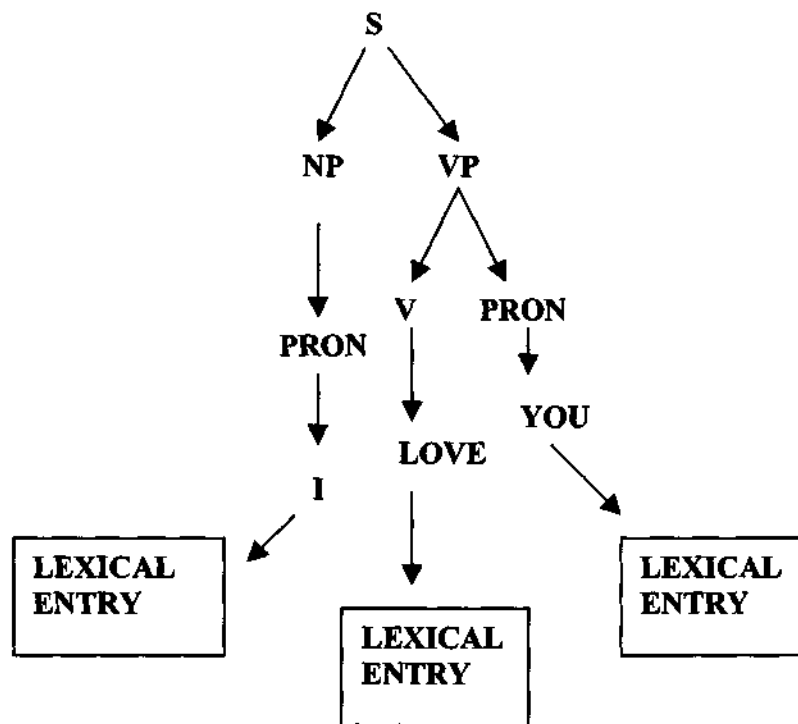 S
NP VP
V PRON
PRON
YOU
LOVE
I
LEXICAL
ENTRY
LEXICAL
ENTRY
LEXICAL
ENTRY